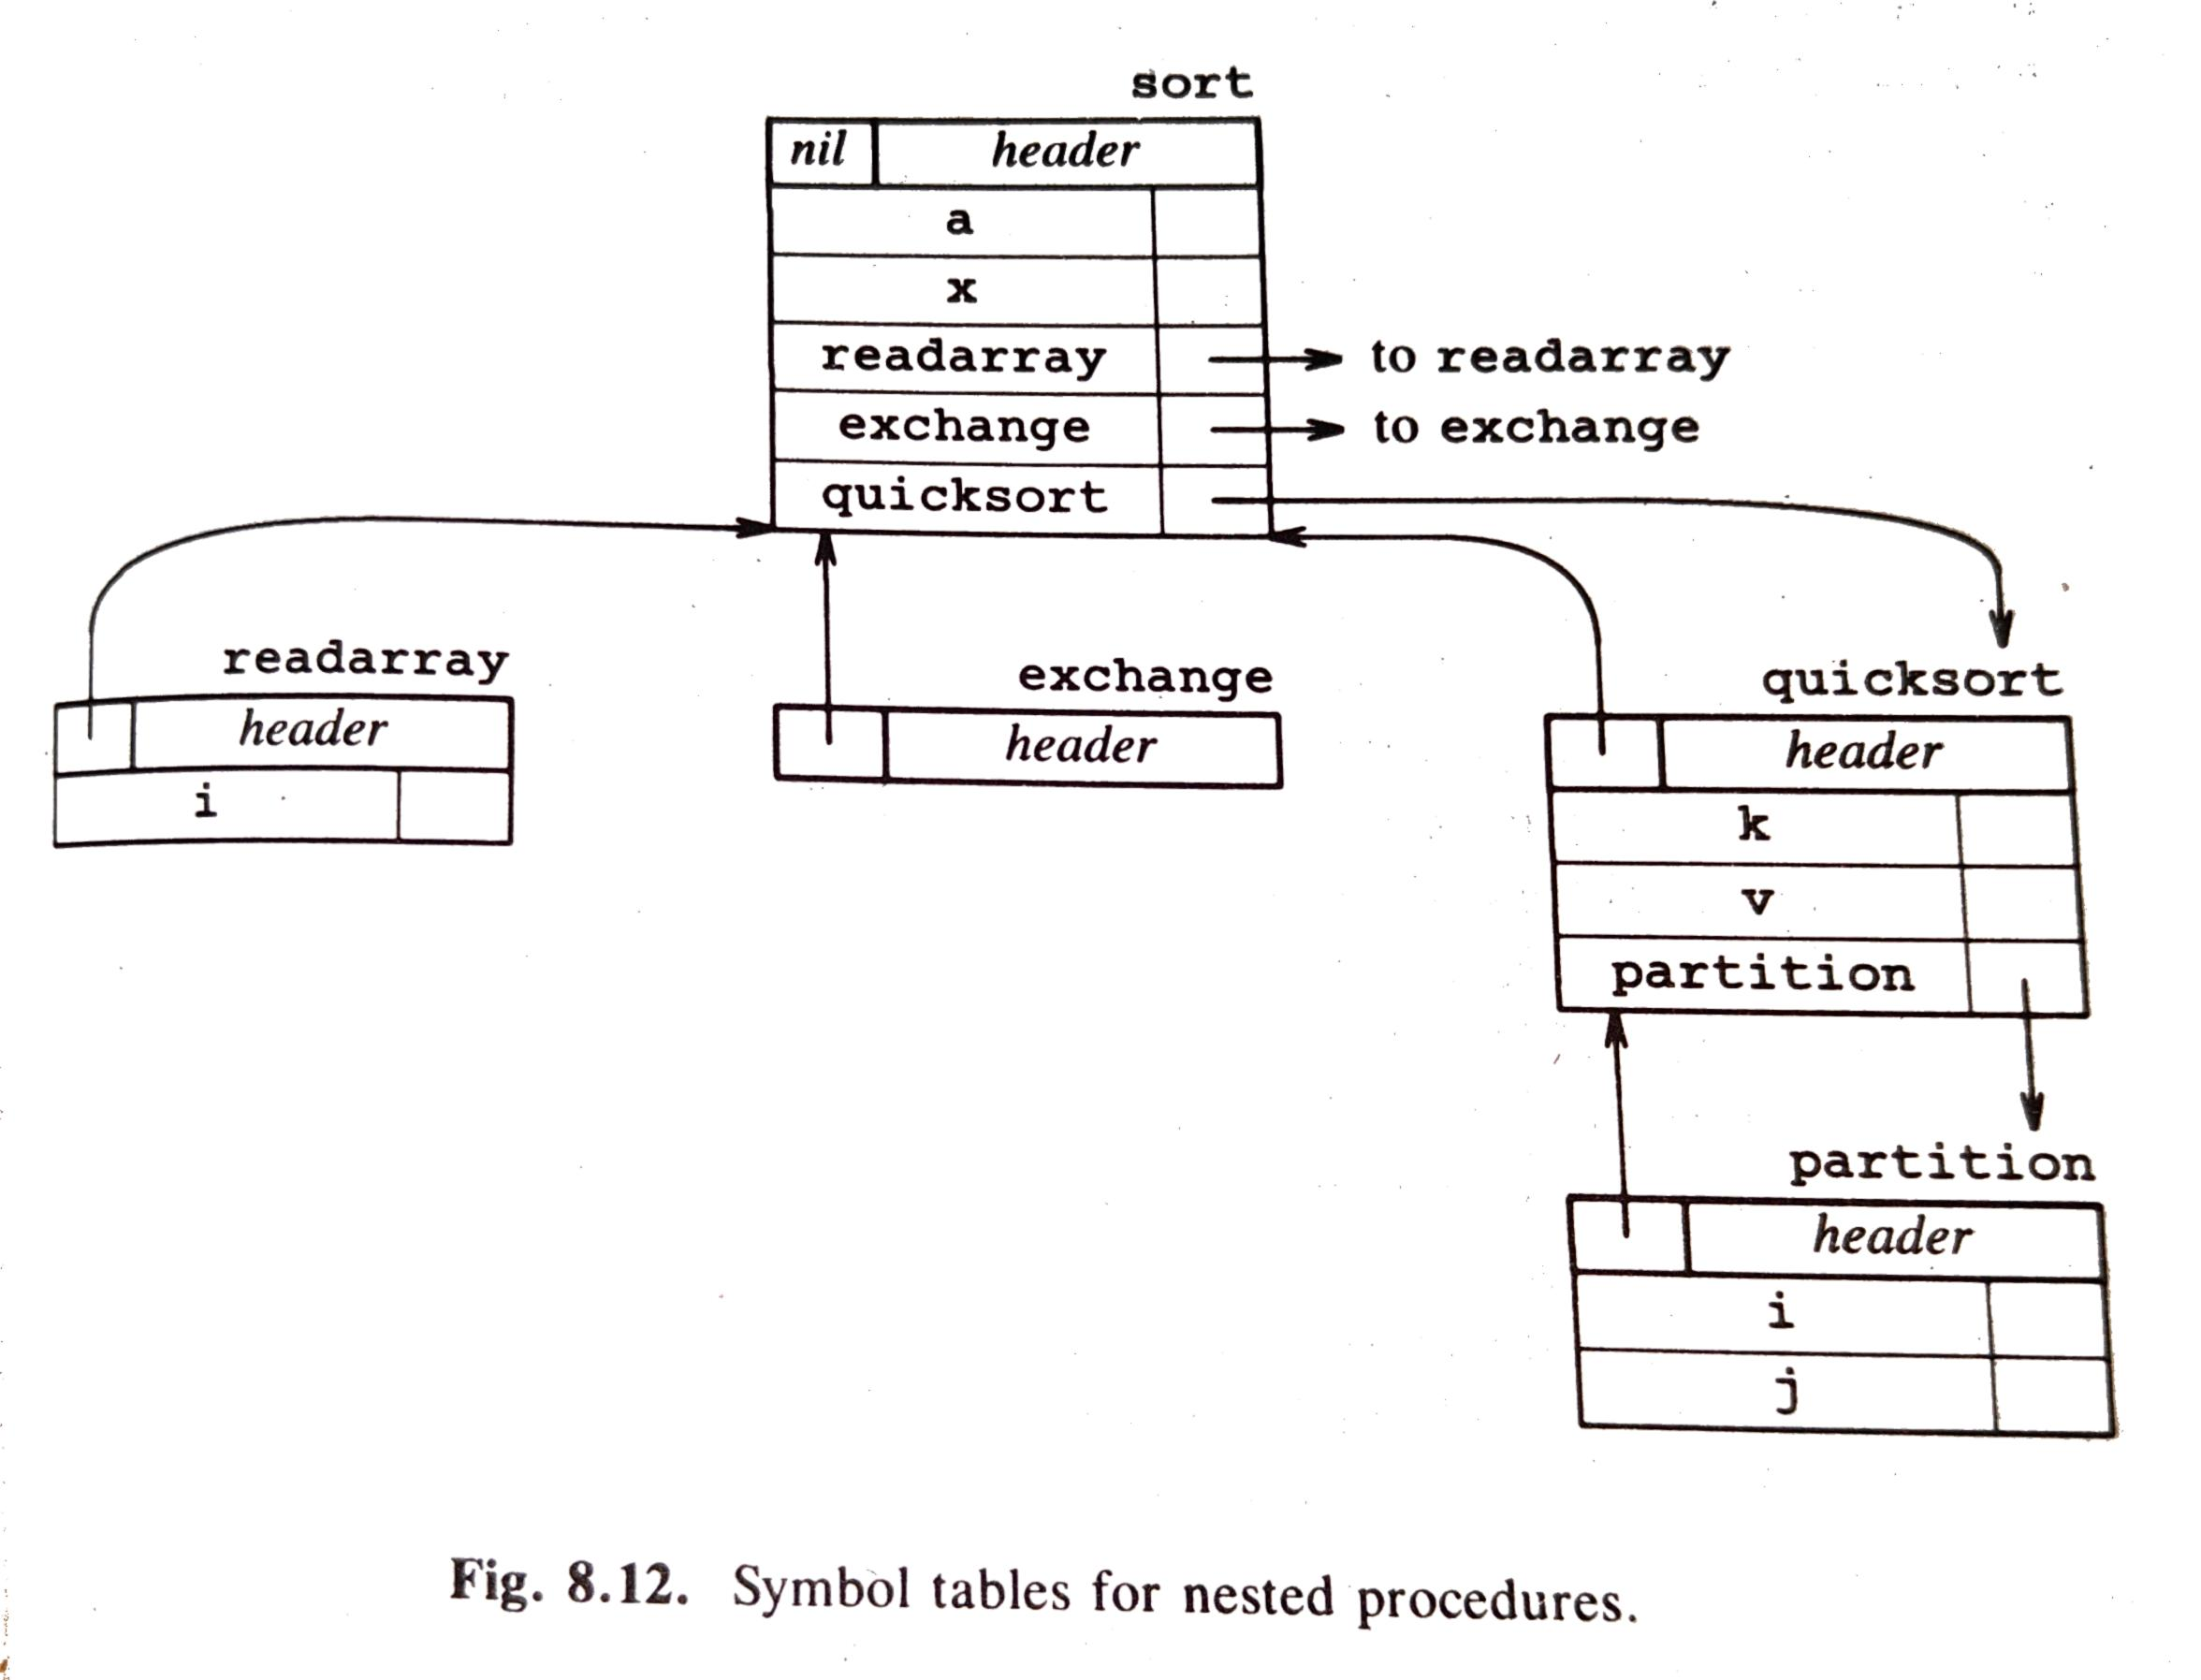 sort
nil header
a
x
readarray to readarray
exchange to exchange
quicksort
readarray
header
i
exchange
header
quicksort
header
k
v
partition
partition
header
i
j
Fig. 8.12. Symbol tables for nested procedures.